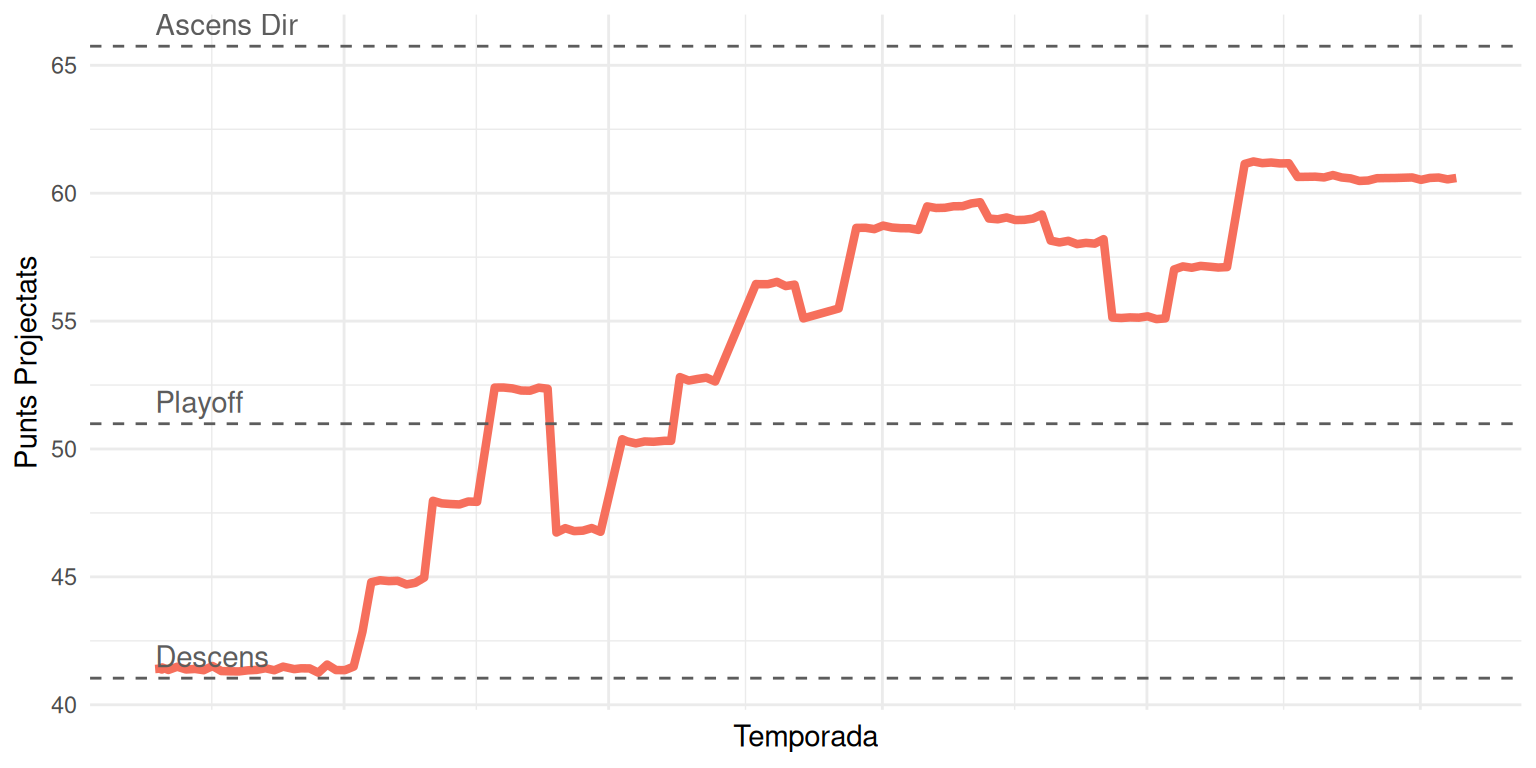 Ascens Dir
65
60
55
Playoff
50
45
Descens
40
Punts Projectats
Temporada